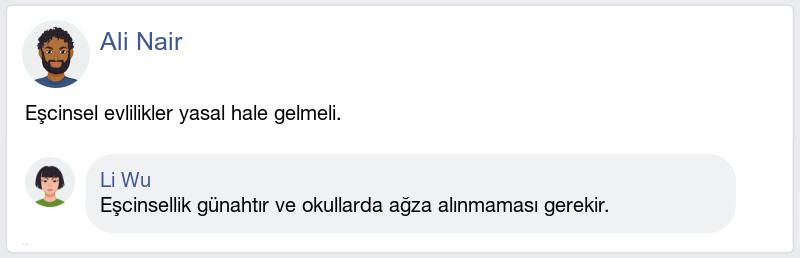 Ali Nair
Eşcinsel evlilikler yasal hale gelmeli.
Li Wu
Eşcinsellik günahtır ve okullarda ağza alınmaması gerekir.